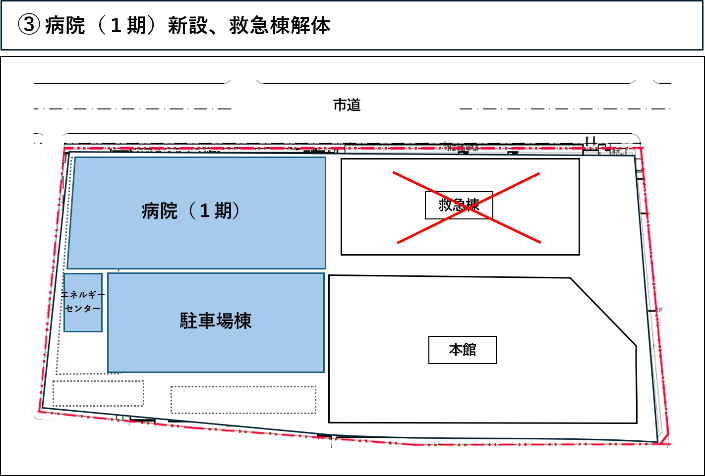 ③ 病院（１期）新設、救急棟解体
市道
病院（１期）
救急棟
エネルギー
センター
駐車場棟
本館